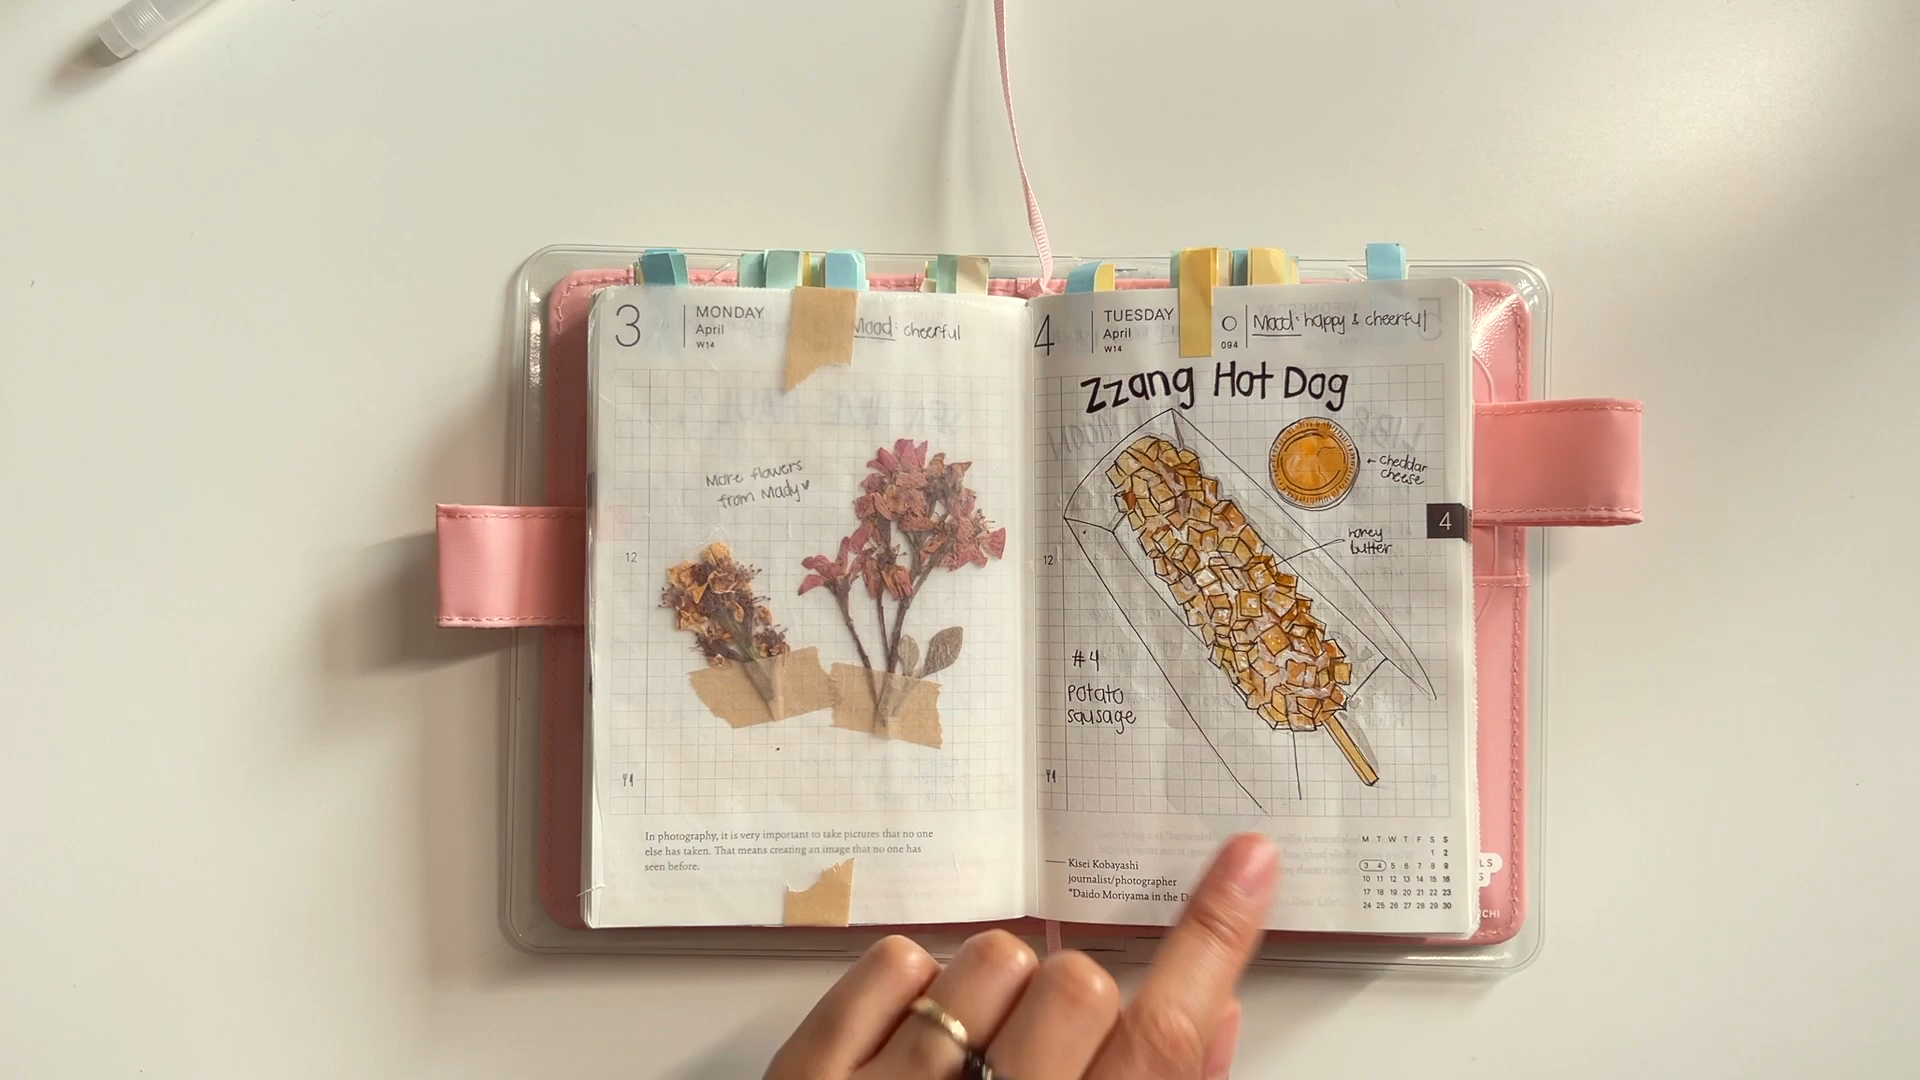 3
MONDAY
April
W14
Mood: cheerful
More flowers
from Mady♥
12
In photography, it is very important to take pictures that no one
else has taken. That means creating an image that no one has
seen before.
4
TUESDAY
April
W14
094
Mood: happy & cheerful
Zzang Hot Dog
← cheddar
cheese
honey
butter
4
12
#4
potato
sausage
Kisei Kobayashi
journalist/photographer
"Daido Moriyama in the
M T W T F S S
1 2
3 4 5 6 7 8 9
10 11 12 13 14 15 16
17 18 19 20 21 22 23
24 25 26 27 28 29 30